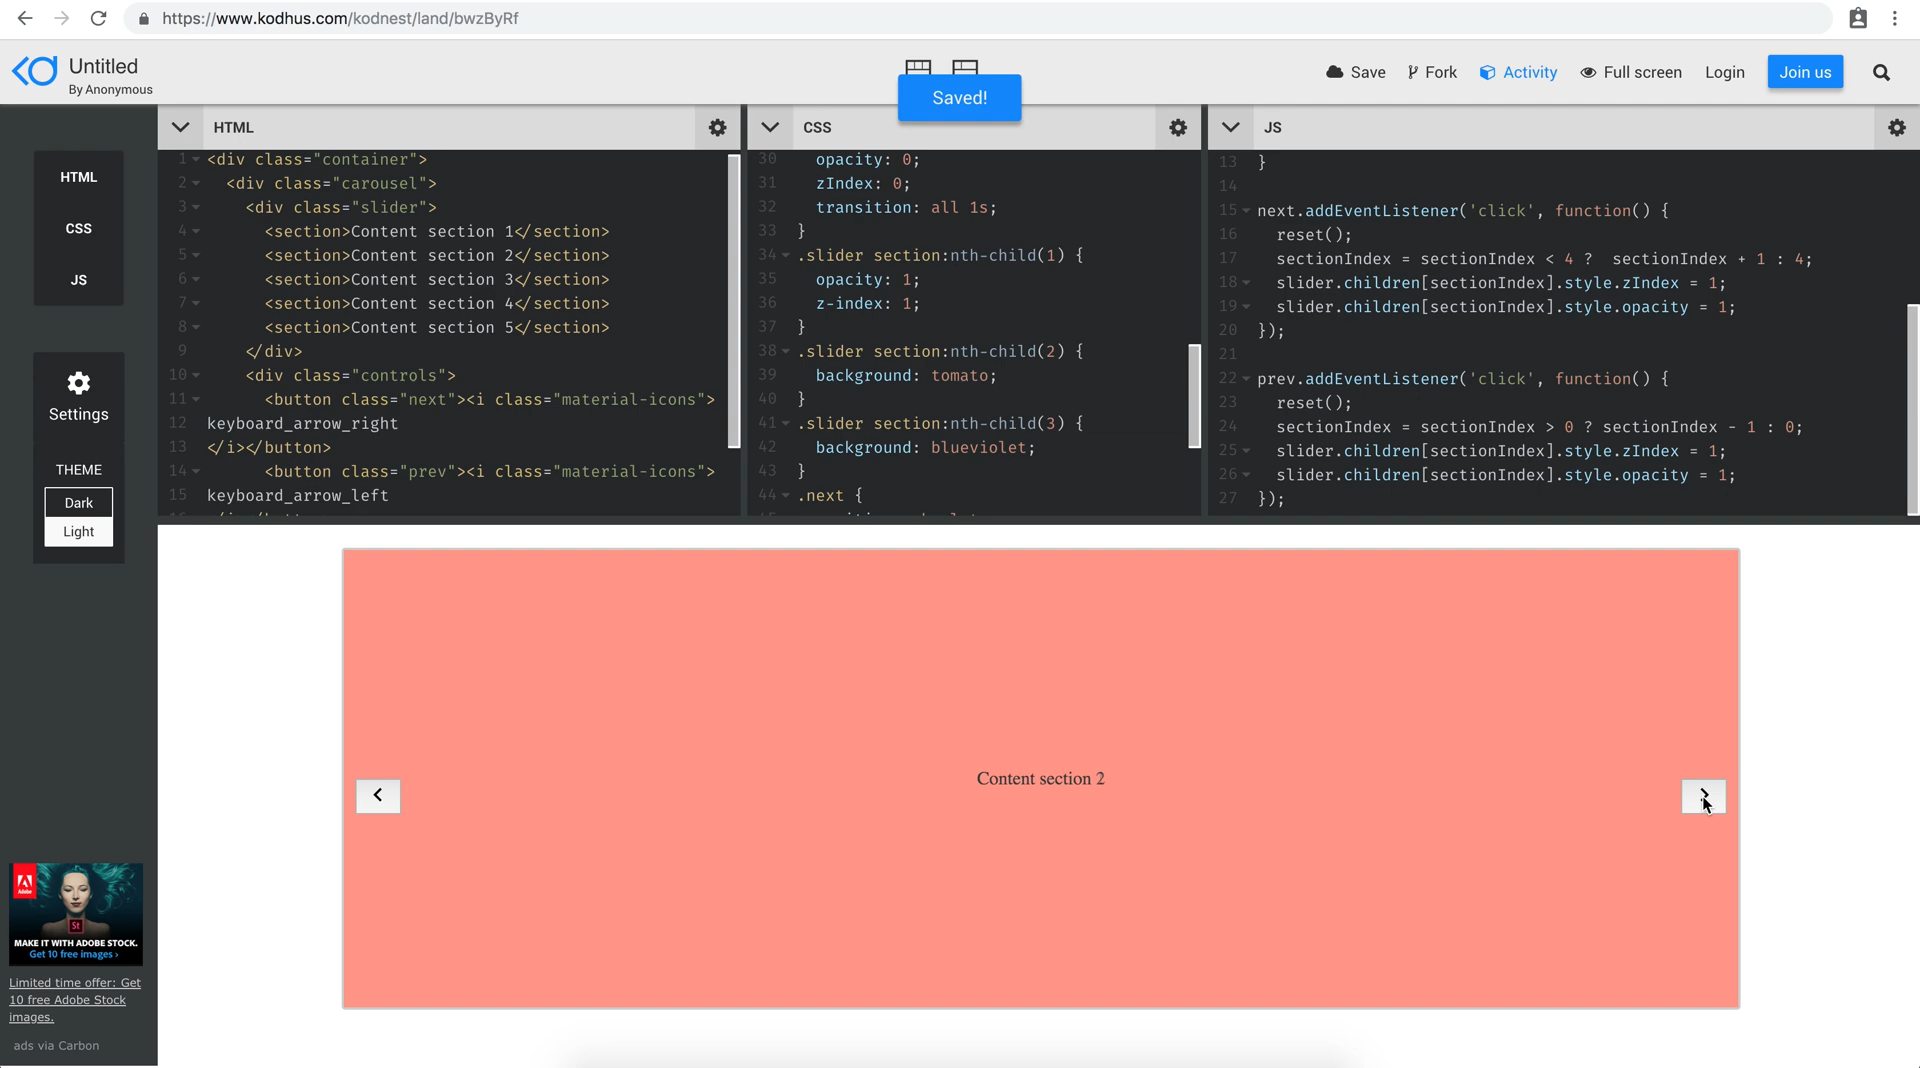 https://www.kodhus.com/kodnest/land/bwzByRf
Untitled
By Anonymous
Saved!
Save
Fork
Activity
Full screen
Login
Join us
HTML
CSS
JS
Settings
THEME
Dark
Light
HTML
1 <div class="container">
2 <div class="carousel">
3 <div class="slider">
4 <section>Content section 1</section>
5 <section>Content section 2</section>
6 <section>Content section 3</section>
7 <section>Content section 4</section>
8 <section>Content section 5</section>
9 </div>
10 <div class="controls">
11 <button class="next"><i class="material-icons">
12 keyboard_arrow_right
13 </i></button>
14 <button class="prev"><i class="material-icons">
15 keyboard_arrow_left
CSS
30 opacity: 0;
31 zIndex: 0;
32 transition: all 1s;
33 }
34 .slider section:nth-child(1) {
35 opacity: 1;
36 z-index: 1;
37 }
38 .slider section:nth-child(2) {
39 background: tomato;
40 }
41 .slider section:nth-child(3) {
42 background: blueviolet;
43 }
44 .next {
JS
13 }
14
15 next.addEventListener('click', function() {
16 reset();
17 sectionIndex = sectionIndex < 4 ? sectionIndex + 1 : 4;
18 slider.children[sectionIndex].style.zIndex = 1;
19 slider.children[sectionIndex].style.opacity = 1;
20 });
21
22 prev.addEventListener('click', function() {
23 reset();
24 sectionIndex = sectionIndex > 0 ? sectionIndex - 1 : 0;
25 slider.children[sectionIndex].style.zIndex = 1;
26 slider.children[sectionIndex].style.opacity = 1;
27 });
Content section 2
Adobe
St
MAKE IT WITH ADOBE STOCK.
Get 10 free images ›
Limited time offer: Get
10 free Adobe Stock
images.
ads via Carbon